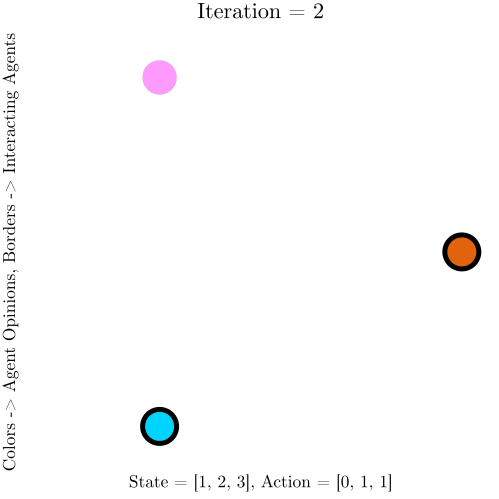 Iteration = 2
Colors -> Agent Opinions, Borders -> Interacting Agents
State = [1, 2, 3], Action = [0, 1, 1]